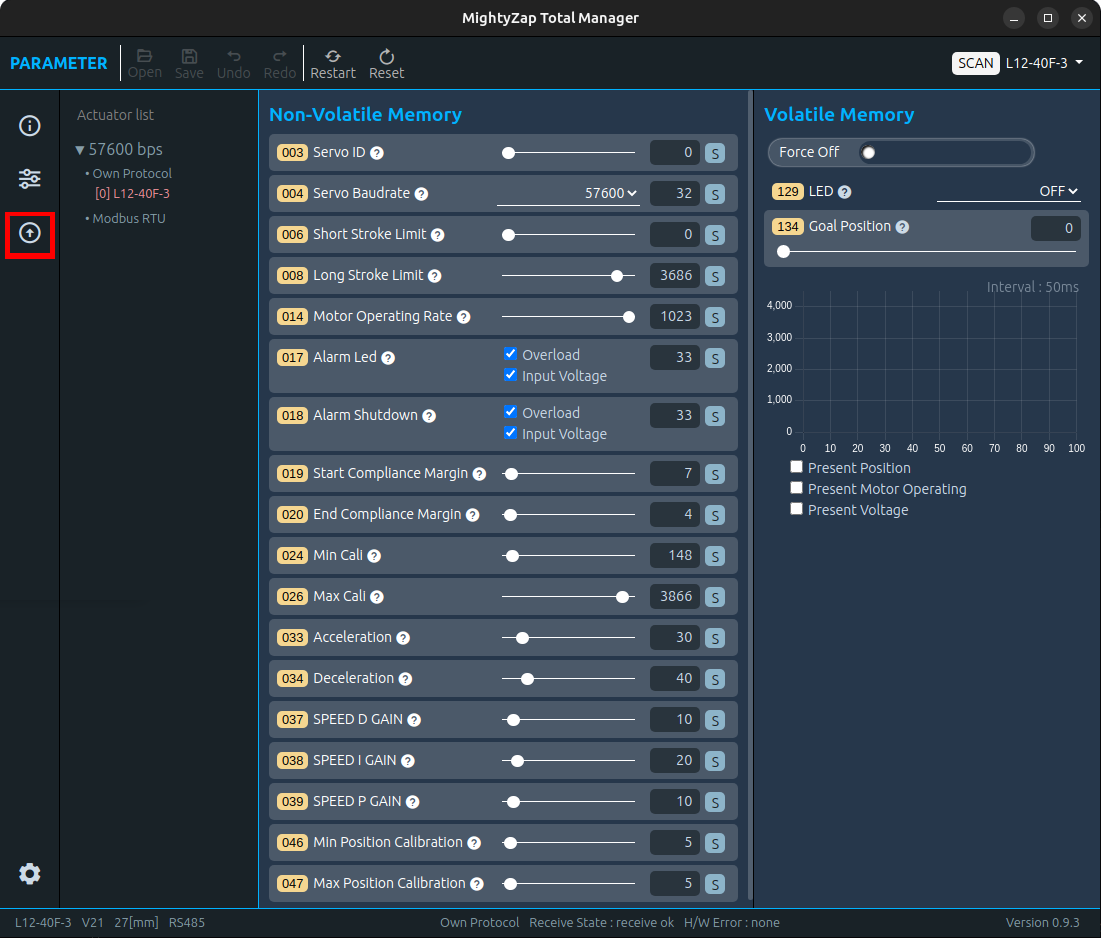 MightyZap Total Manager
PARAMETER
Open Save Undo Redo Restart Reset
SCAN L12-40F-3
Actuator list
57600 bps
Own Protocol
[0] L12-40F-3
Modbus RTU
Non-Volatile Memory
003 Servo ID ? 0 S
004 Servo Baudrate ? 57600 32 S
006 Short Stroke Limit ? 0 S
008 Long Stroke Limit ? 3686 S
014 Motor Operating Rate ? 1023 S
017 Alarm Led ? Overload 33 S
Input Voltage
018 Alarm Shutdown ? Overload 33 S
Input Voltage
019 Start Compliance Margin ? 7 S
020 End Compliance Margin ? 4 S
024 Min Cali ? 148 S
026 Max Cali ? 3866 S
033 Acceleration ? 30 S
034 Deceleration ? 40 S
037 SPEED D GAIN ? 10 S
038 SPEED I GAIN ? 20 S
039 SPEED P GAIN ? 10 S
046 Min Position Calibration ? 5 S
047 Max Position Calibration ? 5 S
Volatile Memory
Force Off
129 LED ? OFF
134 Goal Position ? 0
Interval : 50ms
4,000
3,000
2,000
1,000
0
0 10 20 30 40 50 60 70 80 90 100
Present Position
Present Motor Operating
Present Voltage
L12-40F-3 V21 27[mm] RS485 Own Protocol Receive State : receive ok H/W Error : none Version 0.9.3